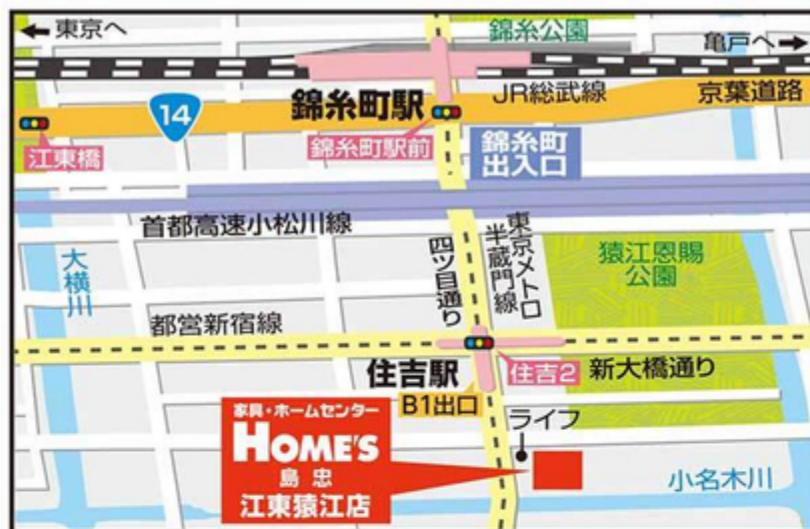 東京へ
錦糸公園
亀戸へ
JR総武線
京葉道路
14
錦糸町駅
錦糸町駅前
江東橋
錦糸町
出入口
首都高速小松川線
大横川
四ツ目通り
東京メトロ
半蔵門線
猿江恩賜
公園
都営新宿線
住吉駅
住吉2
新大橋通り
B1出口
ライフ
家具・ホームセンター
HOME'S
島忠
江東猿江店
小名木川